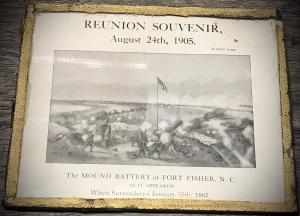 REUNION SOUVENIR,
August 24th, 1905.
The MOUND BATTERY of FORT FISHER, N. C.
AS IT APPEARED
When Surrendered January 15th, 1865